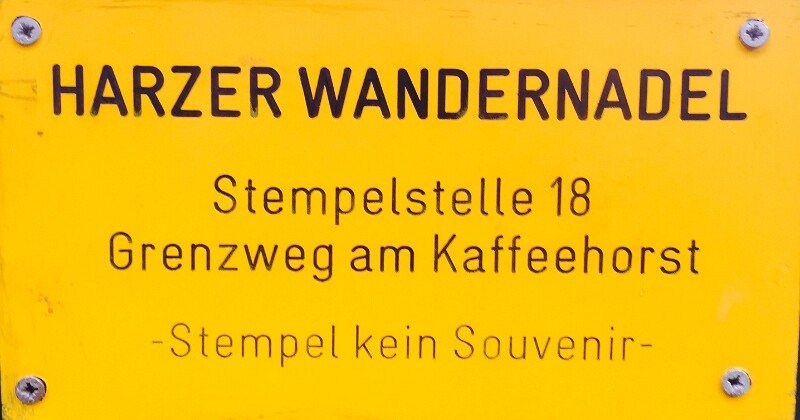 HARZER WANDERNADEL
Stempelstelle 18
Grenzweg am Kaffeehorst
-Stempel kein Souvenir-